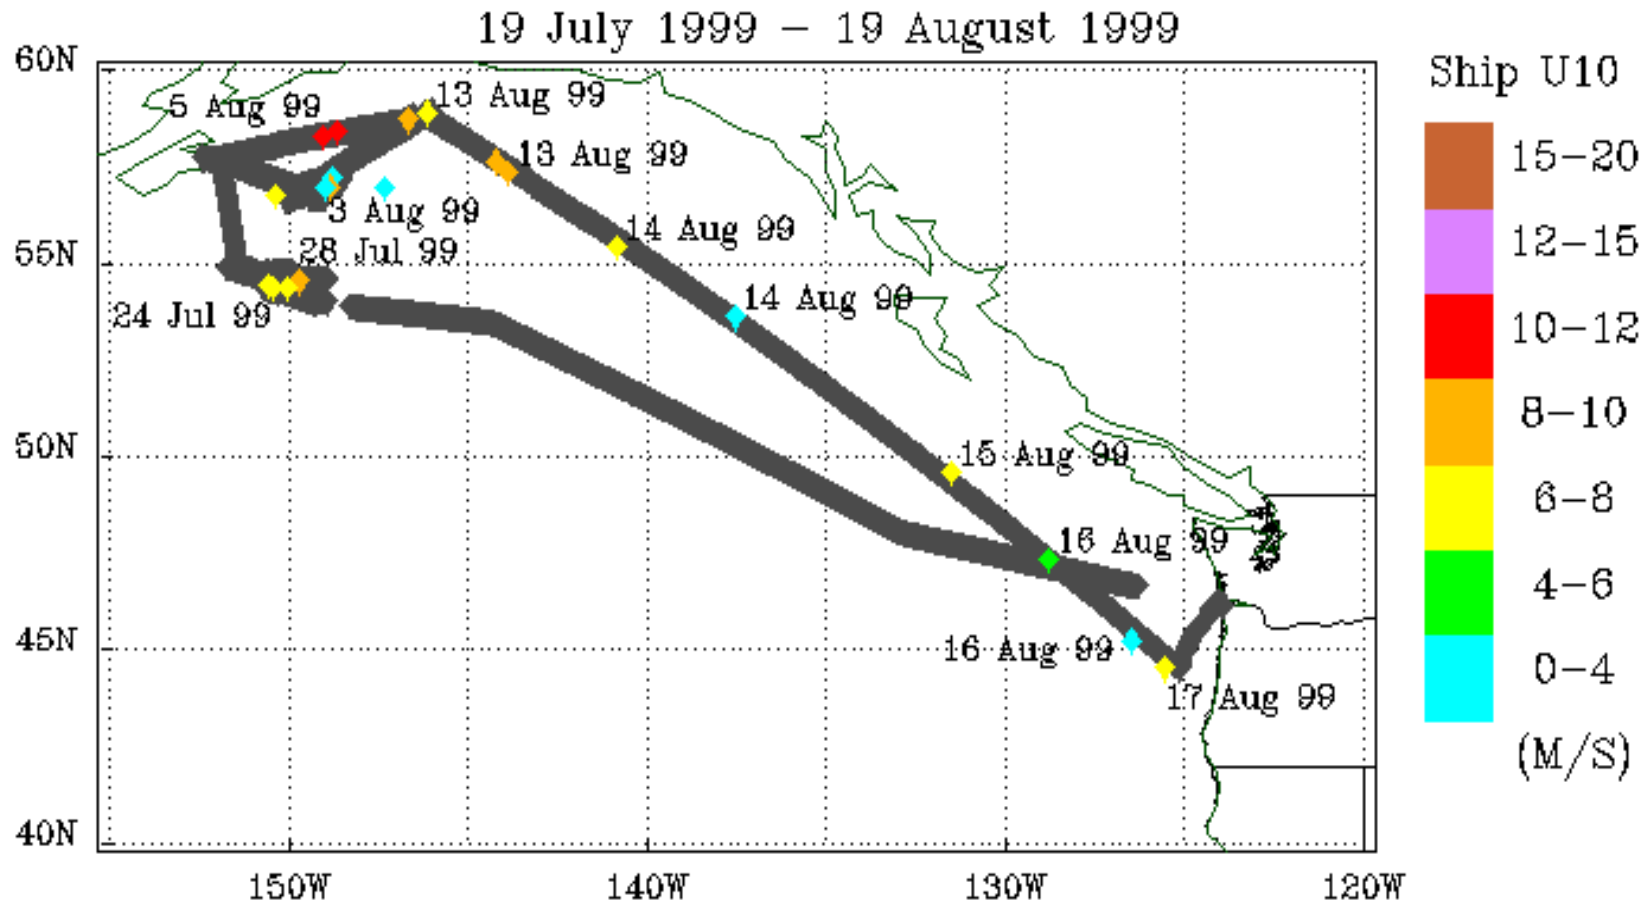 19 July 1999 – 19 August 1999
60N
55N
50N
45N
40N
150W
140W
130W
120W
5 Aug 99
13 Aug 99
13 Aug 99
3 Aug 99
28 Jul 99
24 Jul 99
14 Aug 99
14 Aug 99
15 Aug 99
16 Aug 99
16 Aug 99
17 Aug 99
Ship U10
15–20
12–15
10–12
8–10
6–8
4–6
0–4
(M/S)